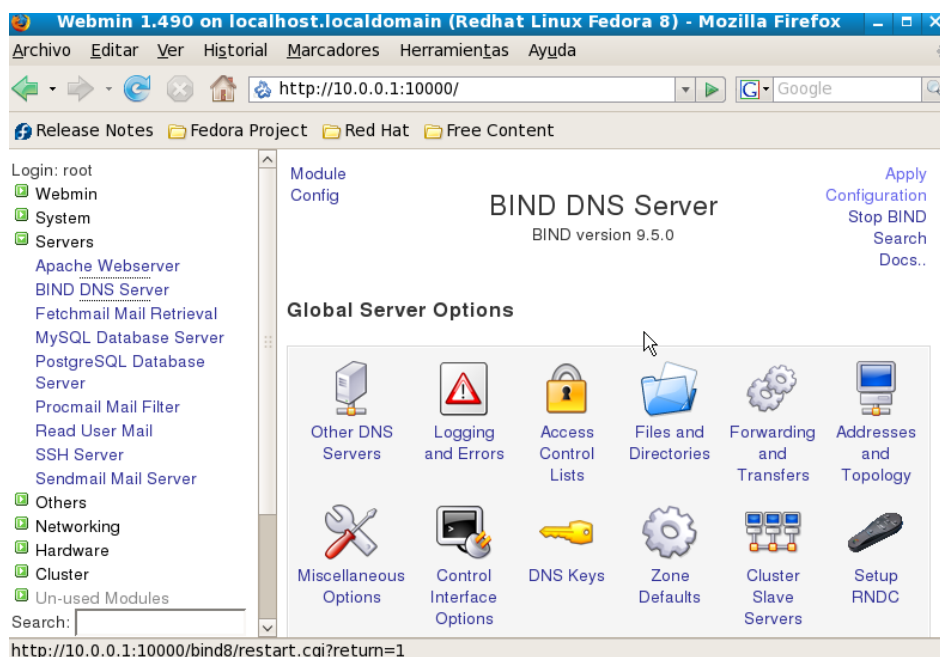 Webmin 1.490 on localhost.localdomain (Redhat Linux Fedora 8) - Mozilla Firefox
Archivo Editar Ver Historial Marcadores Herramientas Ayuda
http://10.0.0.1:10000/
G Google
Release Notes Fedora Project Red Hat Free Content
Login: root
Webmin
System
Servers
Apache Webserver
BIND DNS Server
Fetchmail Mail Retrieval
MySQL Database Server
PostgreSQL Database
Server
Procmail Mail Filter
Read User Mail
SSH Server
Sendmail Mail Server
Others
Networking
Hardware
Cluster
Un-used Modules
Search:
Module
Config
BIND DNS Server
BIND version 9.5.0
Apply
Configuration
Stop BIND
Search
Docs..
Global Server Options
Other DNS
Servers
Logging
and Errors
Access
Control
Lists
Files and
Directories
Forwarding
and
Transfers
Addresses
and
Topology
Miscellaneous
Options
Control
Interface
Options
DNS Keys
Zone
Defaults
Cluster
Slave
Servers
Setup
RNDC
http://10.0.0.1:10000/bind8/restart.cgi?return=1